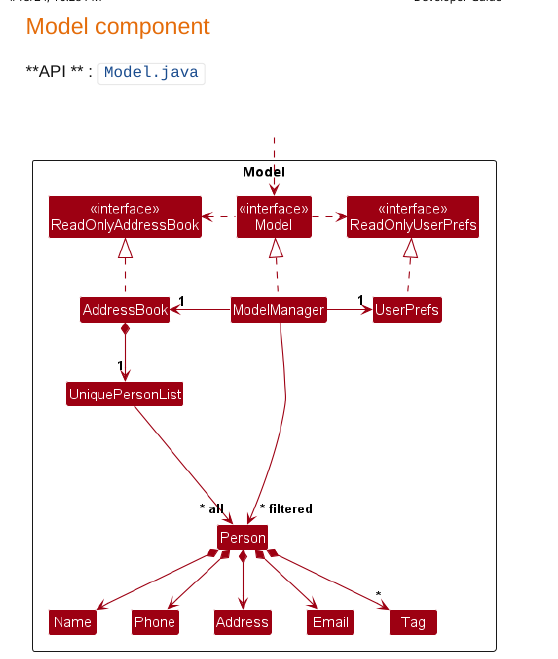 Model component
**API ** : Model.java
Model
«interface»
ReadOnlyAddressBook
«interface»
Model
«interface»
ReadOnlyUserPrefs
AddressBook
1
ModelManager
1
UserPrefs
1
UniquePersonList
* all
* filtered
Person
*
Name
Phone
Address
Email
Tag